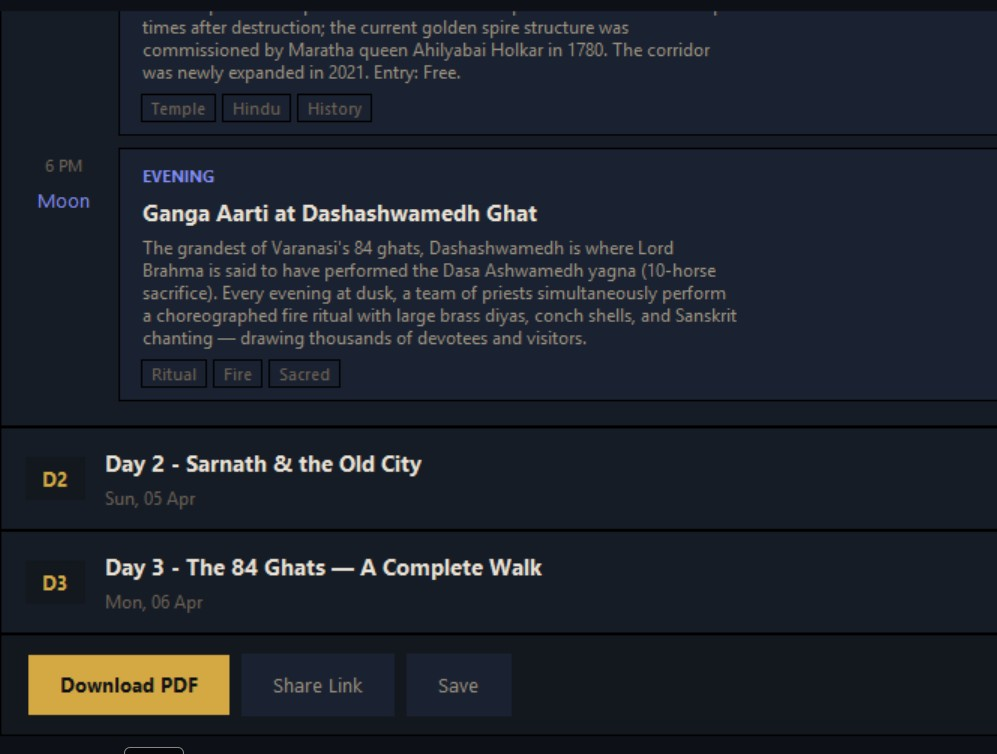 times after destruction; the current golden spire structure was
commissioned by Maratha queen Ahilyabai Holkar in 1780. The corridor
was newly expanded in 2021. Entry: Free.
Temple Hindu History
6 PM
Moon
EVENING
Ganga Aarti at Dashashwamedh Ghat
The grandest of Varanasi's 84 ghats, Dashashwamedh is where Lord
Brahma is said to have performed the Dasa Ashwamedh yagna (10-horse
sacrifice). Every evening at dusk, a team of priests simultaneously perform
a choreographed fire ritual with large brass diyas, conch shells, and Sanskrit
chanting — drawing thousands of devotees and visitors.
Ritual Fire Sacred
D2
Day 2 - Sarnath & the Old City
Sun, 05 Apr
D3
Day 3 - The 84 Ghats — A Complete Walk
Mon, 06 Apr
Download PDF Share Link Save